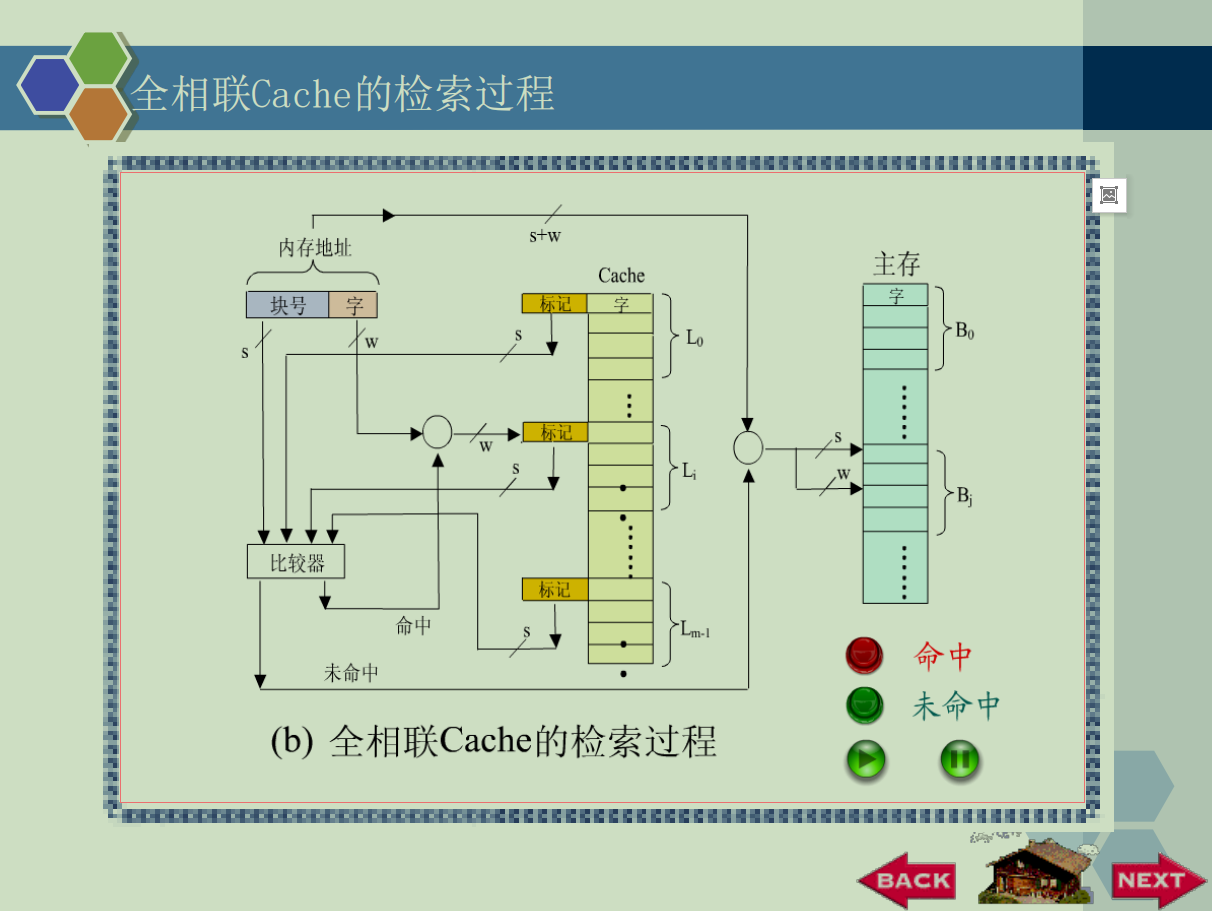 全相联Cache的检索过程
s+w
内存地址
Cache
主存
块号 字
标记 字
字
s
w
s
L0
B0
标记
w
s
Li
s
w
Bj
比较器
标记
命中
s
Lm-1
未命中
命中
未命中
(b) 全相联Cache的检索过程
BACK
NEXT